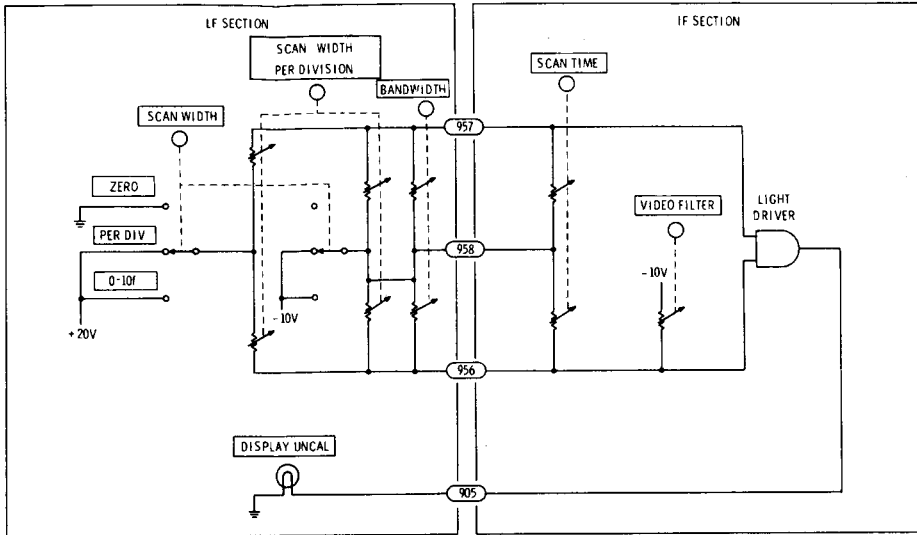 LF SECTION
IF SECTION
SCAN WIDTH
PER DIVISION
SCAN TIME
BANDWIDTH
SCAN WIDTH
957
ZERO
VIDEO FILTER
LIGHT
DRIVER
PER DIV
958
0-10f
-10V
-10V
+20V
956
DISPLAY UNCAL
905